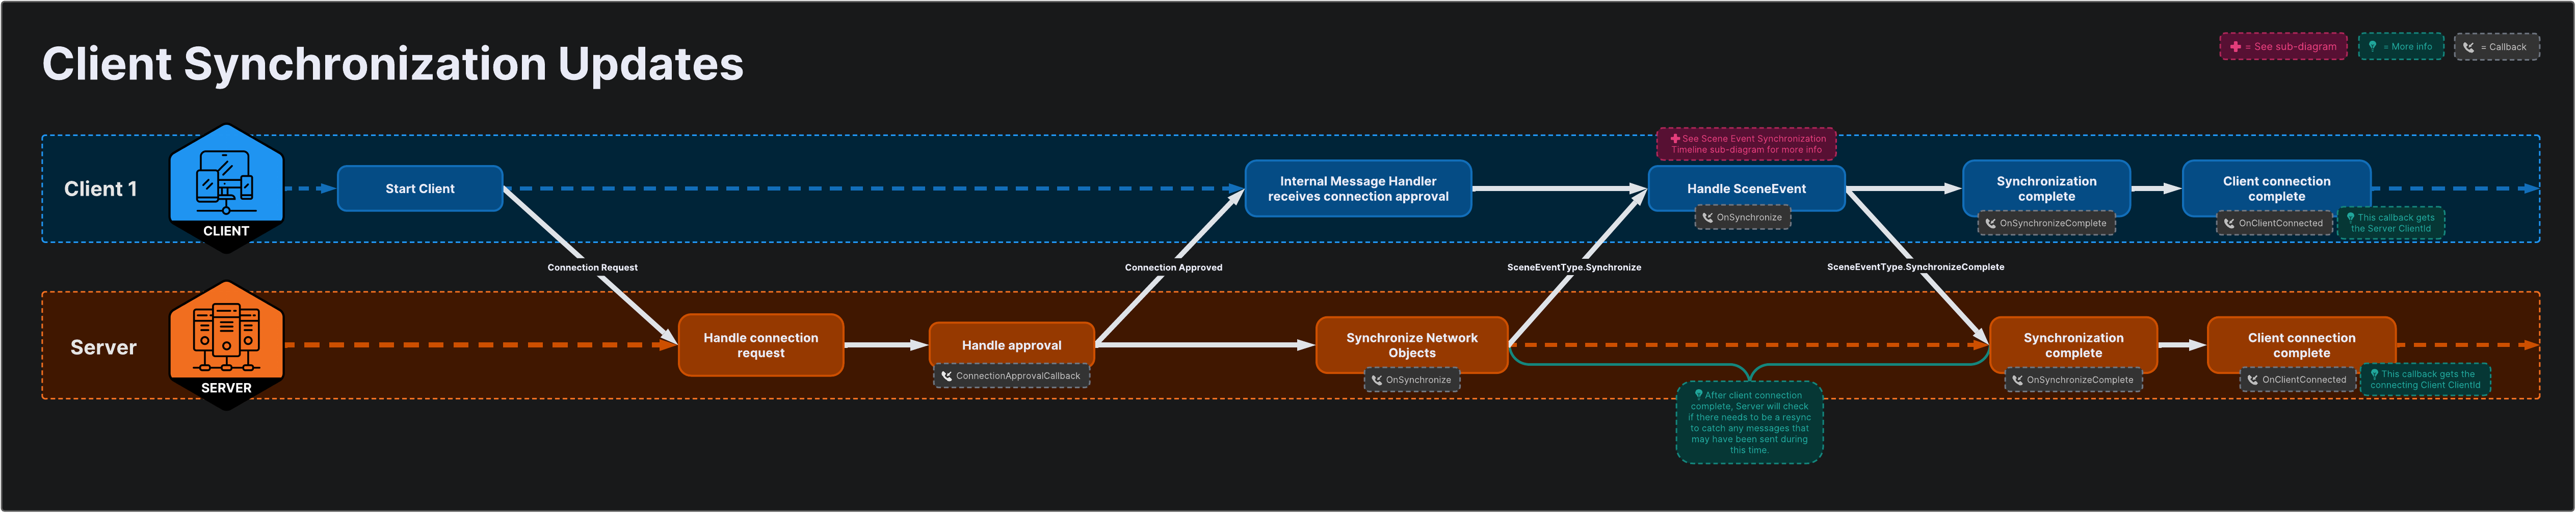 Client Synchronization Updates
= See sub-diagram
= More info
= Callback
Client 1
CLIENT
Start Client
Internal Message Handler
receives connection approval
See Scene Event Synchronization
Timeline sub-diagram for more info
Handle SceneEvent
OnSynchronize
Synchronization
complete
OnSynchronizeComplete
Client connection
complete
OnClientConnected
This callback gets
the Server ClientId
Connection Request
Connection Approved
SceneEventType.Synchronize
SceneEventType.SynchronizeComplete
Server
SERVER
Handle connection
request
Handle approval
ConnectionApprovalCallback
Synchronize Network
Objects
OnSynchronize
After client connection
complete, Server will check
if there needs to be a resync
to catch any messages that
may have been sent during
this time.
Synchronization
complete
OnSynchronizeComplete
Client connection
complete
OnClientConnected
This callback gets the
connecting Client ClientId